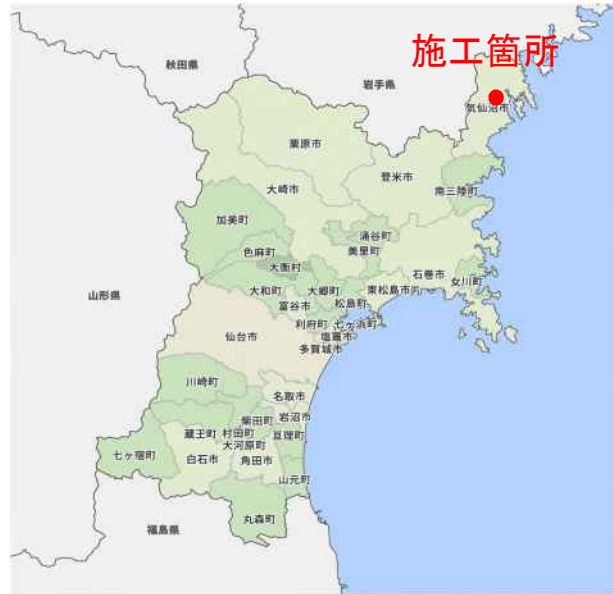 施工箇所
秋田県
岩手県
気仙沼市
栗原市
登米市
大崎市
南三陸町
加美町
涌谷町
色麻町
美里町
大衡村
石巻市
女川町
山形県
大和町
大郷町
東松島市
富谷市
松島町
利府町
七ヶ浜町
仙台市
塩竈市
多賀城市
川崎町
名取市
柴田町
岩沼市
蔵王町
村田町
亘理町
大河原町
七ヶ宿町
白石市
角田市
山元町
丸森町
福島県